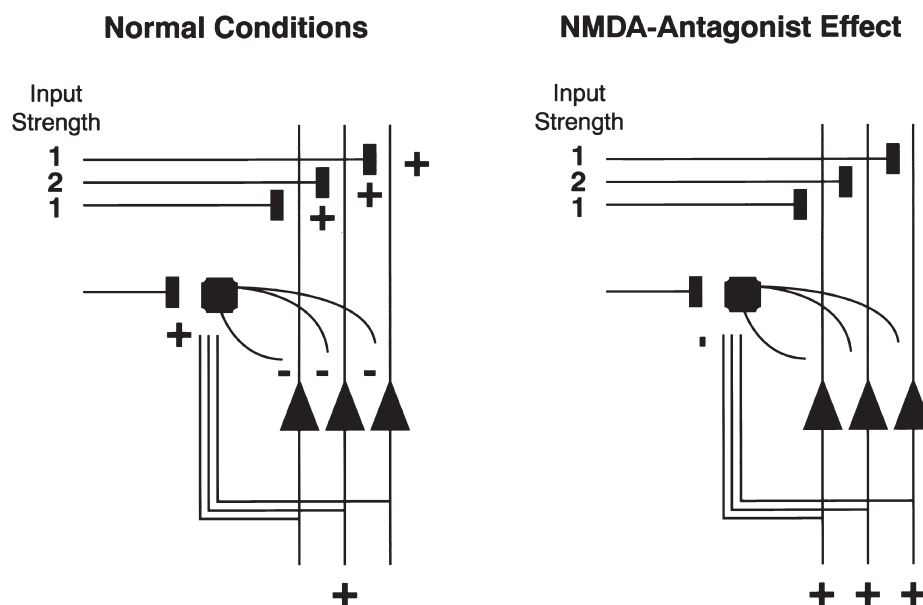 Normal Conditions
Input
Strength
1
2
1
+
+
+
+
- - -
+
NMDA-Antagonist Effect
Input
Strength
1
2
1
-
+ + +